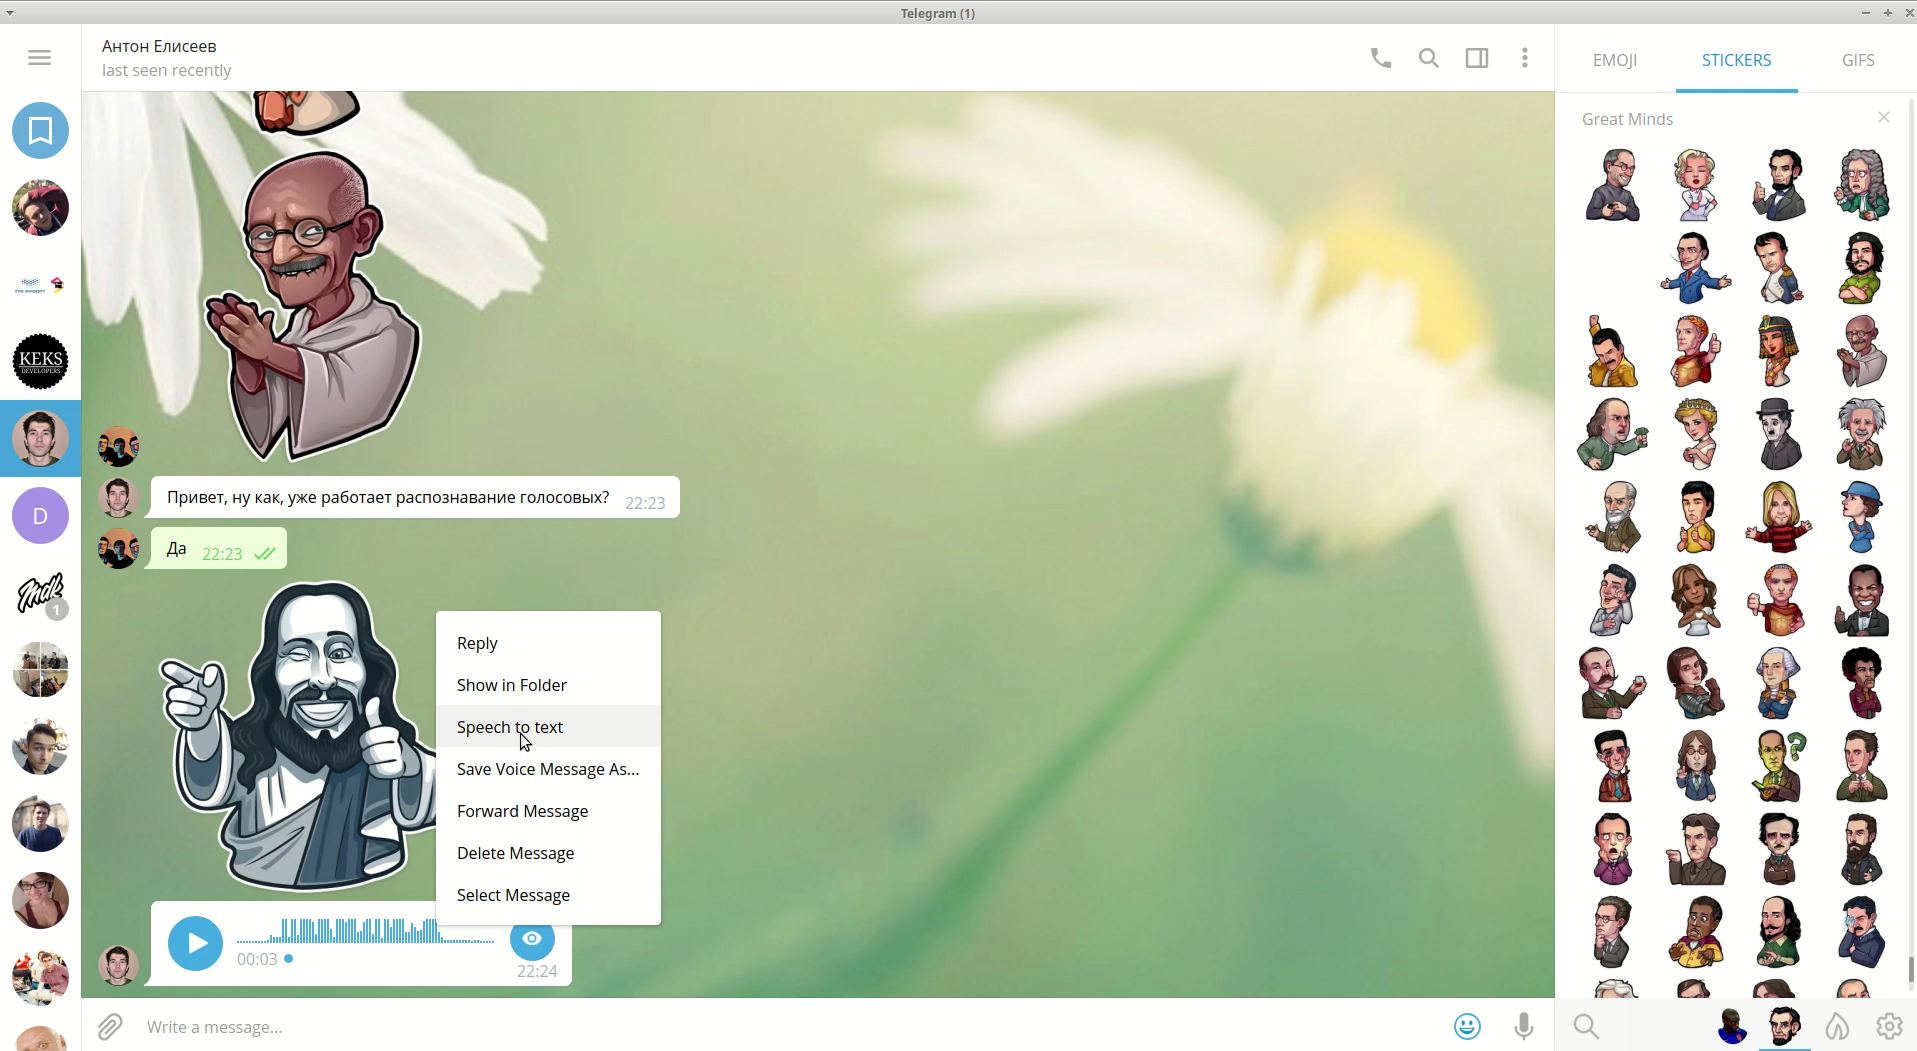 Telegram (1)
Антон Елисеев
last seen recently
EMOJI
STICKERS
GIFS
Great Minds
KEKS
DEVELOPERS
Привет, ну как, уже работает распознавание голосовых? 22:23
D
Да 22:23
Mdk
1
Reply
Show in Folder
Speech to text
Save Voice Message As...
Forward Message
Delete Message
Select Message
00:03
22:24
Write a message...